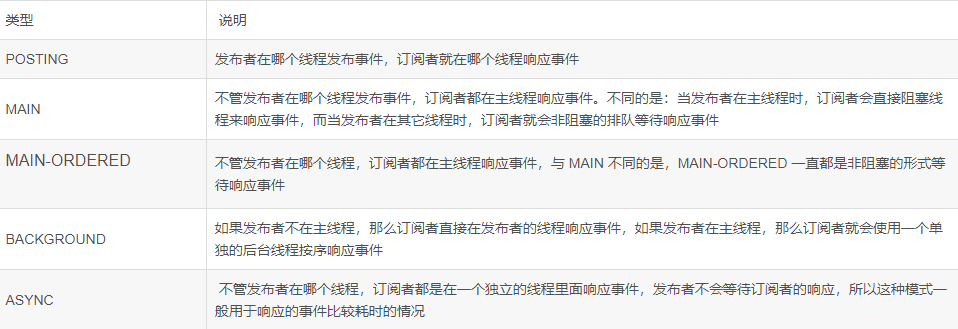 类型 说明
POSTING 发布者在哪个线程发布事件，订阅者就在哪个线程响应事件
MAIN 不管发布者在哪个线程发布事件，订阅者都在主线程响应事件。不同的是：当发布者在主线程时，订阅者会直接阻塞线
程来响应事件，而当发布者在其它线程时，订阅者就会非阻塞的排队等待响应事件
MAIN-ORDERED 不管发布者在哪个线程，订阅者都在主线程响应事件，与 MAIN 不同的是，MAIN-ORDERED 一直都是非阻塞的形式等
待响应事件
BACKGROUND 如果发布者不在主线程，那么订阅者直接在发布者的线程响应事件，如果发布者在主线程，那么订阅者就会使用一个单
独的后台线程按序响应事件
ASYNC 不管发布者在哪个线程，订阅者都是在一个独立的线程里面响应事件，发布者不会等待订阅者的响应，所以这种模式一
般用于响应的事件比较耗时的情况